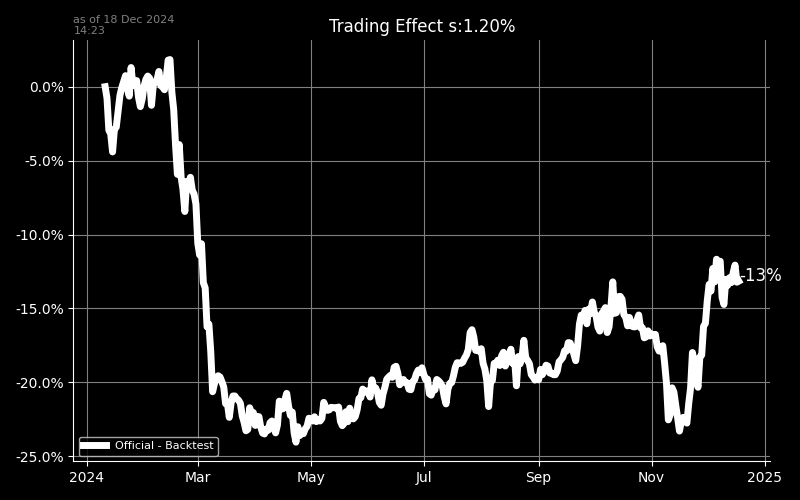 as of 18 Dec 2024
14:23
Trading Effect s:1.20%
0.0%
-5.0%
-10.0%
-13%
-15.0%
-20.0%
-25.0%
Official - Backtest
2024 Mar May Jul Sep Nov 2025